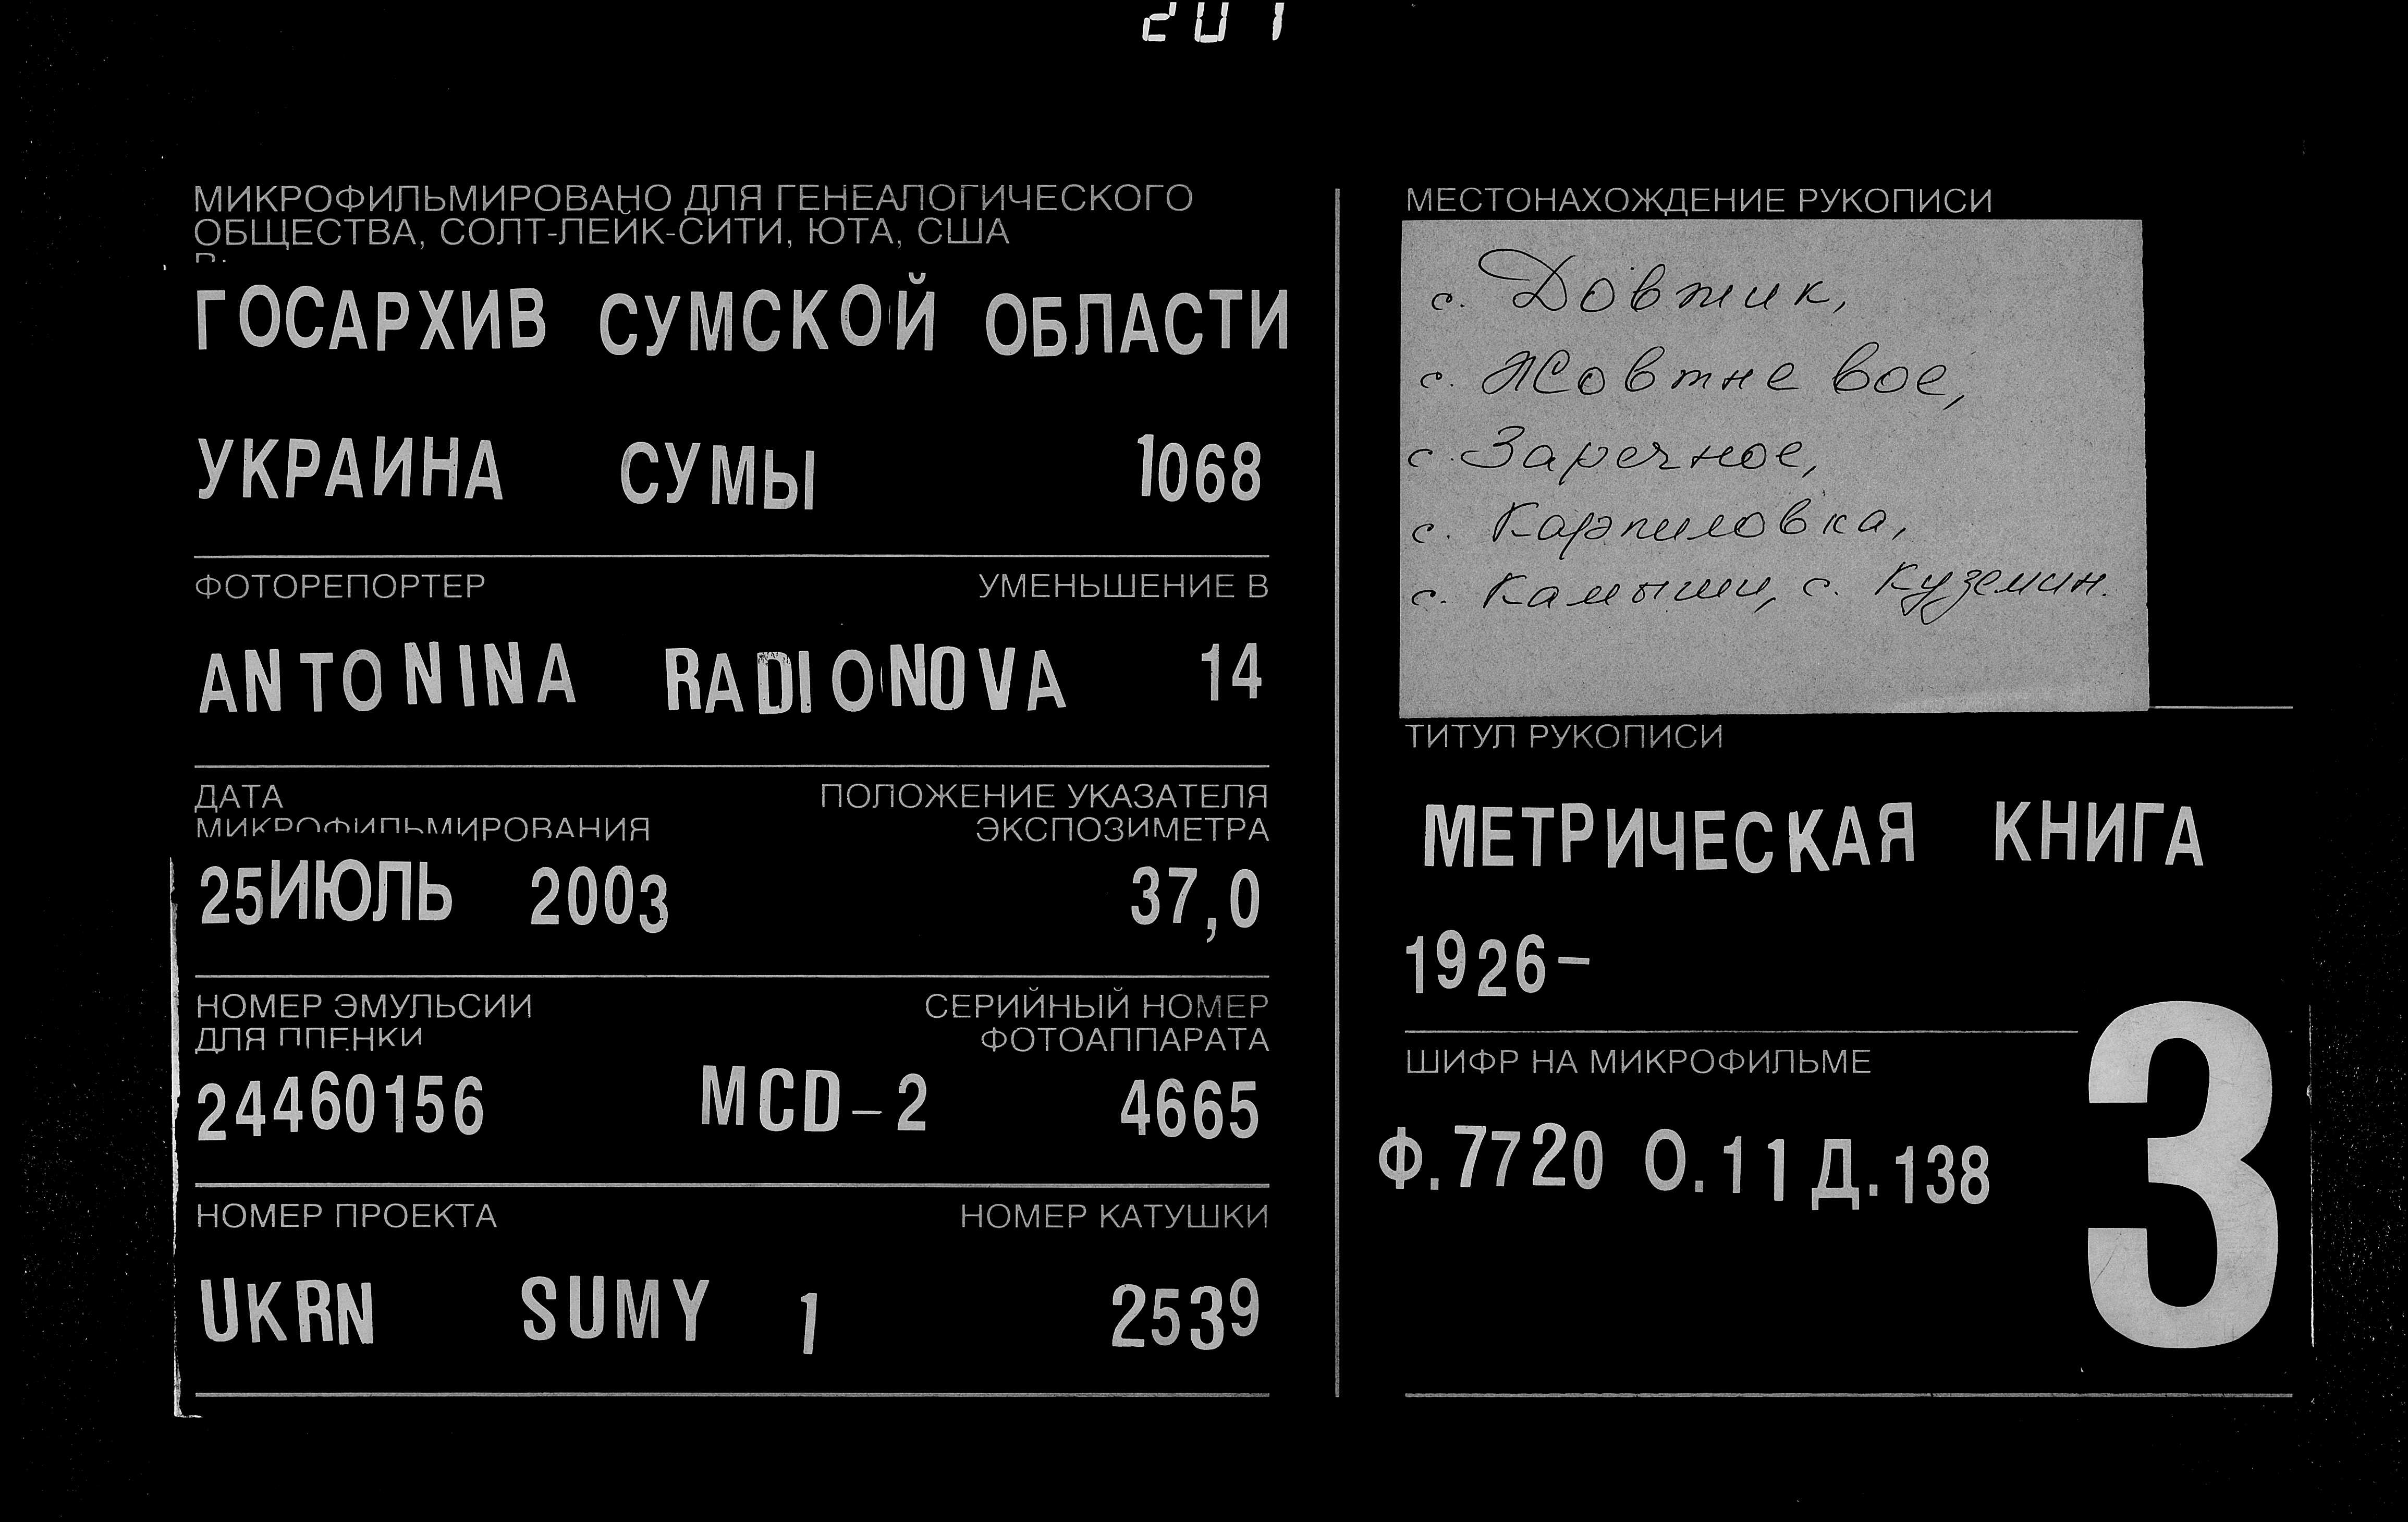 201
МИКРОФИЛЬМИРОВАНО ДЛЯ ГЕНЕАЛОГИЧЕСКОГО
ОБЩЕСТВА, СОЛТ-ЛЕЙК-СИТИ, ЮТА, США
ГОСАРХИВ СУМСКОЙ ОБЛАСТИ
УКРАИНА СУМЫ 1068
ФОТОРЕПОРТЕР УМЕНЬШЕНИЕ В
ANTONINA RADIONOVA 14
ДАТА ПОЛОЖЕНИЕ УКАЗАТЕЛЯ
МИКРОФИЛЬМИРОВАНИЯ ЭКСПОЗИМЕТРА
25ИЮЛЬ 2003 37,0
НОМЕР ЭМУЛЬСИИ СЕРИЙНЫЙ НОМЕР
ДЛЯ ПЛЕНКИ ФОТОАППАРАТА
24460156 MCD-2 4665
НОМЕР ПРОЕКТА НОМЕР КАТУШКИ
UKRN SUMY 1 2539
МЕСТОНАХОЖДЕНИЕ РУКОПИСИ
с. Довжик,
с. Жовтневое,
с. Заречное,
с. Карпиловка,
с. Камыши, с. Куземин.
ТИТУЛ РУКОПИСИ
МЕТРИЧЕСКАЯ КНИГА
1926-
ШИФР НА МИКРОФИЛЬМЕ
Ф.7720 О.11 Д.138
3